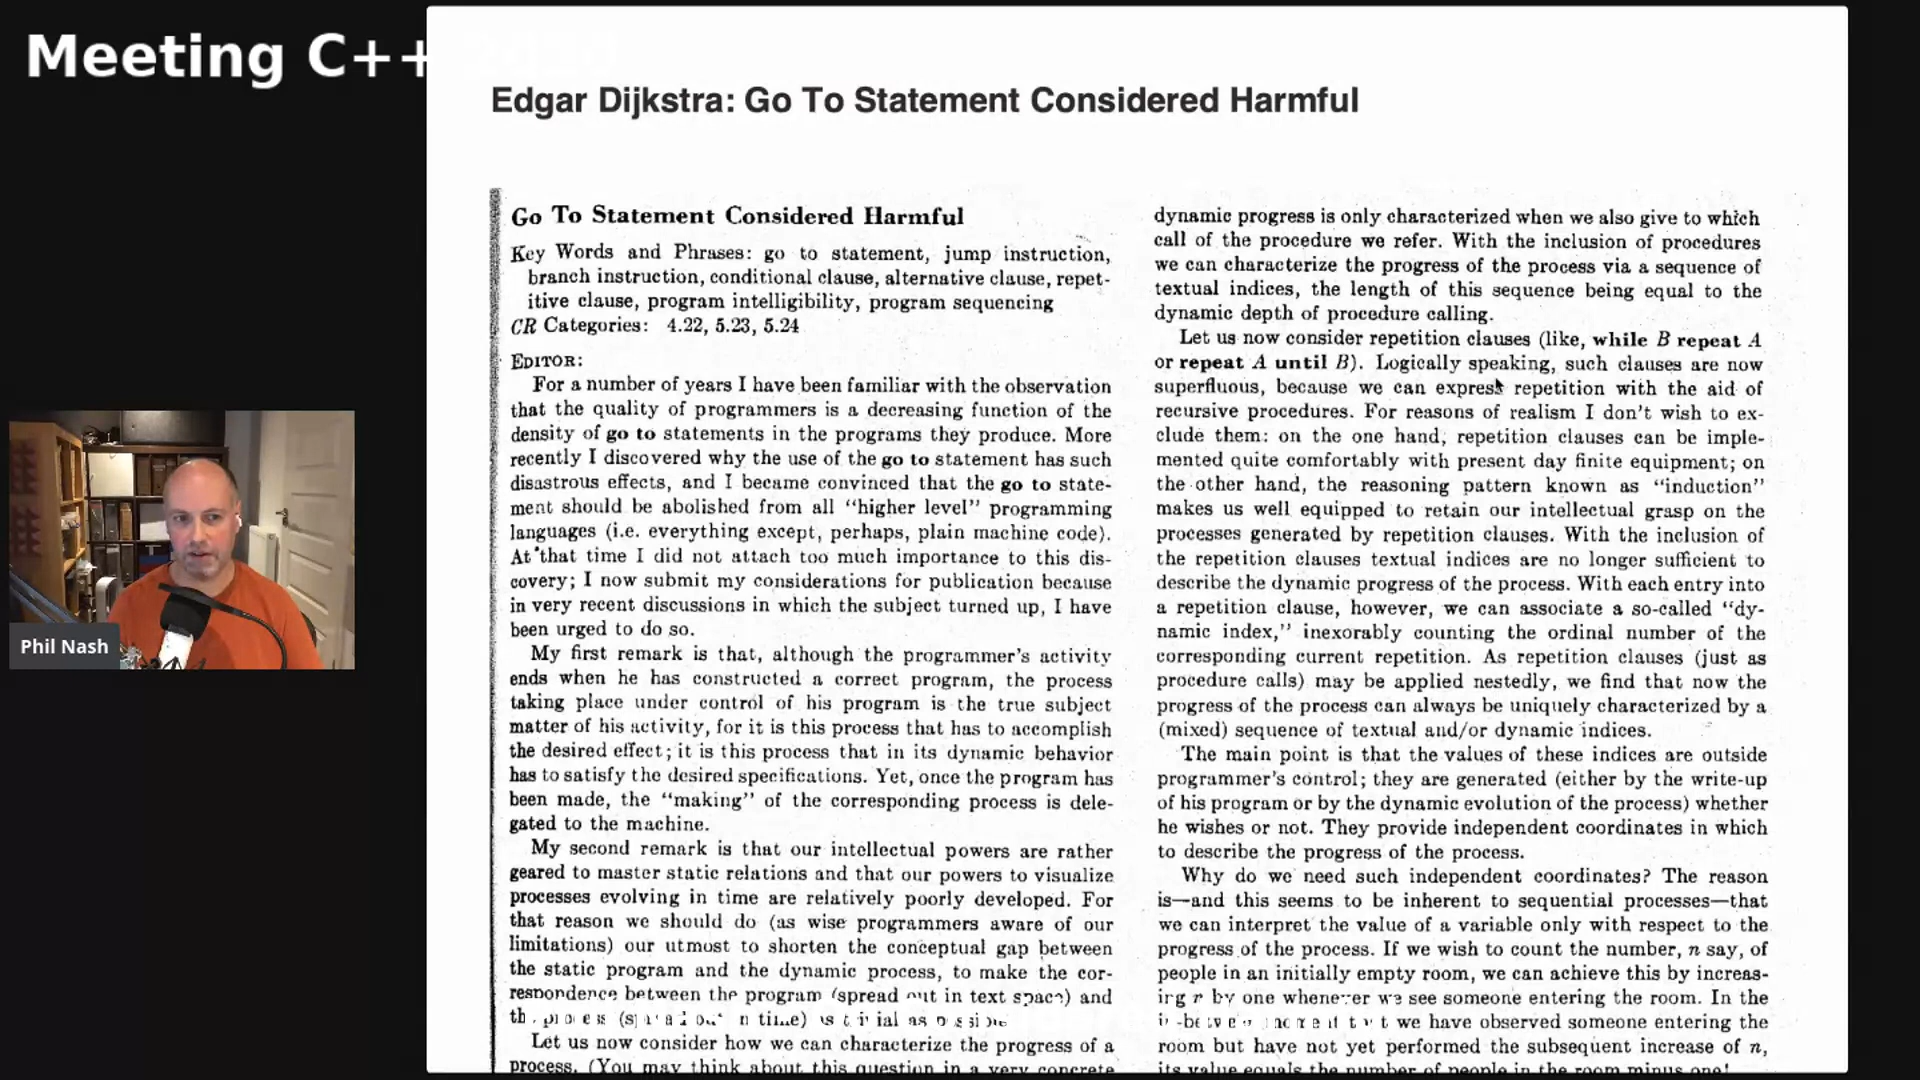 Meeting C++
Edgar Dijkstra: Go To Statement Considered Harmful
Go To Statement Considered Harmful
Key Words and Phrases: go to statement, jump instruction,
branch instruction, conditional clause, alternative clause, repet-
itive clause, program intelligibility, program sequencing
CR Categories: 4.22, 5.23, 5.24
EDITOR:
For a number of years I have been familiar with the observation
that the quality of programmers is a decreasing function of the
density of go to statements in the programs they produce. More
recently I discovered why the use of the go to statement has such
disastrous effects, and I became convinced that the go to state-
ment should be abolished from all “higher level” programming
languages (i.e. everything except, perhaps, plain machine code).
At that time I did not attach too much importance to this dis-
covery; I now submit my considerations for publication because
in very recent discussions in which the subject turned up, I have
been urged to do so.
My first remark is that, although the programmer's activity
ends when he has constructed a correct program, the process
taking place under control of his program is the true subject
matter of his activity, for it is this process that has to accomplish
the desired effect; it is this process that in its dynamic behavior
has to satisfy the desired specifications. Yet, once the program has
been made, the “making” of the corresponding process is dele-
gated to the machine.
My second remark is that our intellectual powers are rather
geared to master static relations and that our powers to visualize
processes evolving in time are relatively poorly developed. For
that reason we should do (as wise programmers aware of our
limitations) our utmost to shorten the conceptual gap between
the static program and the dynamic process, to make the cor-
respondence between the program (spread out in text space) and
Let us now consider how we can characterize the progress of a
process. (You may think about this question in a very concrete
dynamic progress is only characterized when we also give to which
call of the procedure we refer. With the inclusion of procedures
we can characterize the progress of the process via a sequence of
textual indices, the length of this sequence being equal to the
dynamic depth of procedure calling.
Let us now consider repetition clauses (like, while B repeat A
or repeat A until B). Logically speaking, such clauses are now
superfluous, because we can express repetition with the aid of
recursive procedures. For reasons of realism I don't wish to ex-
clude them: on the one hand, repetition clauses can be imple-
mented quite comfortably with present day finite equipment; on
the other hand, the reasoning pattern known as “induction”
makes us well equipped to retain our intellectual grasp on the
processes generated by repetition clauses. With the inclusion of
the repetition clauses textual indices are no longer sufficient to
describe the dynamic progress of the process. With each entry into
a repetition clause, however, we can associate a so-called “dy-
namic index,” inexorably counting the ordinal number of the
corresponding current repetition. As repetition clauses (just as
procedure calls) may be applied nestedly, we find that now the
progress of the process can always be uniquely characterized by a
(mixed) sequence of textual and/or dynamic indices.
The main point is that the values of these indices are outside
programmer's control; they are generated (either by the write-up
of his program or by the dynamic evolution of the process) whether
he wishes or not. They provide independent coordinates in which
to describe the progress of the process.
Why do we need such independent coordinates? The reason
is—and this seems to be inherent to sequential processes—that
we can interpret the value of a variable only with respect to the
progress of the process. If we wish to count the number, n say, of
people in an initially empty room, we can achieve this by increas-
ing n by one whenever we see someone entering the room. In the
we have observed someone entering the
room but have not yet performed the subsequent increase of n,
its value equals the number of people in the room minus one!
Phil Nash